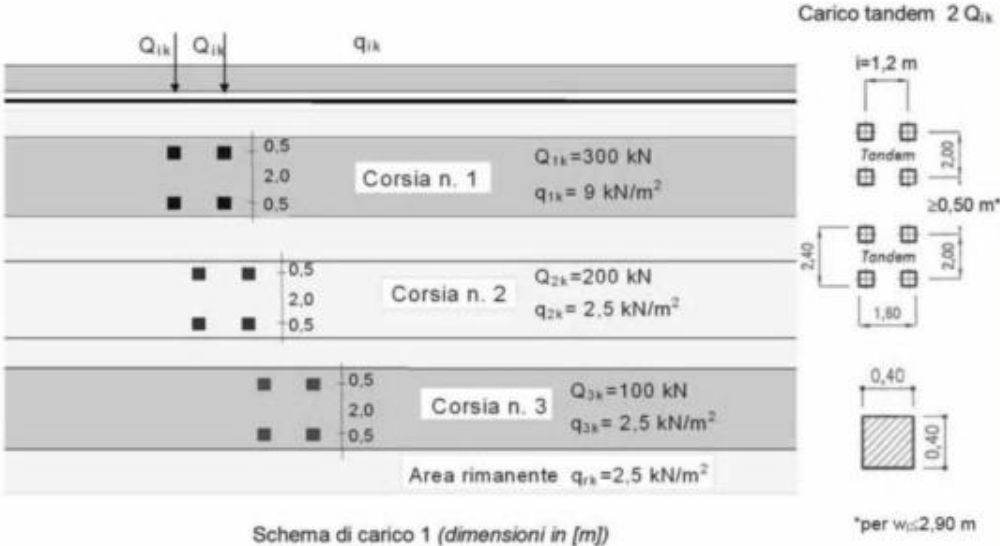 Carico tandem 2 Qik
Qik Qik qik
i=1,2 m
0,5
2.0
0,5
Corsia n. 1
Q1k=300 kN
q1k= 9 kN/m²
Tandem
2,00
≥0,50 m*
0,5
2,0
0,5
Corsia n. 2
Q2k=200 kN
q2k= 2,5 kN/m²
2,40
Tandem
2,00
1,60
0,5
2,0
0,5
Corsia n. 3
Q3k=100 kN
q3k= 2,5 kN/m²
0,40
0,40
Area rimanente qrk=2,5 kN/m²
Schema di carico 1 (dimensioni in [m])
*per wl≤2,90 m